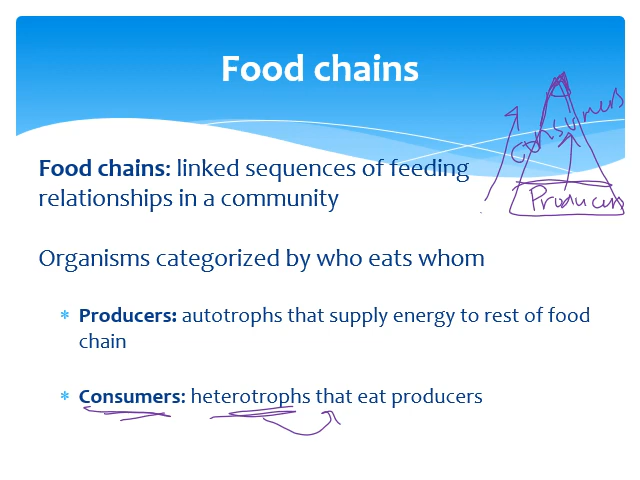 Food chains
consumers
Producers
Food chains: linked sequences of feeding
relationships in a community
Organisms categorized by who eats whom
* Producers: autotrophs that supply energy to rest of food
chain
* Consumers: heterotrophs that eat producers